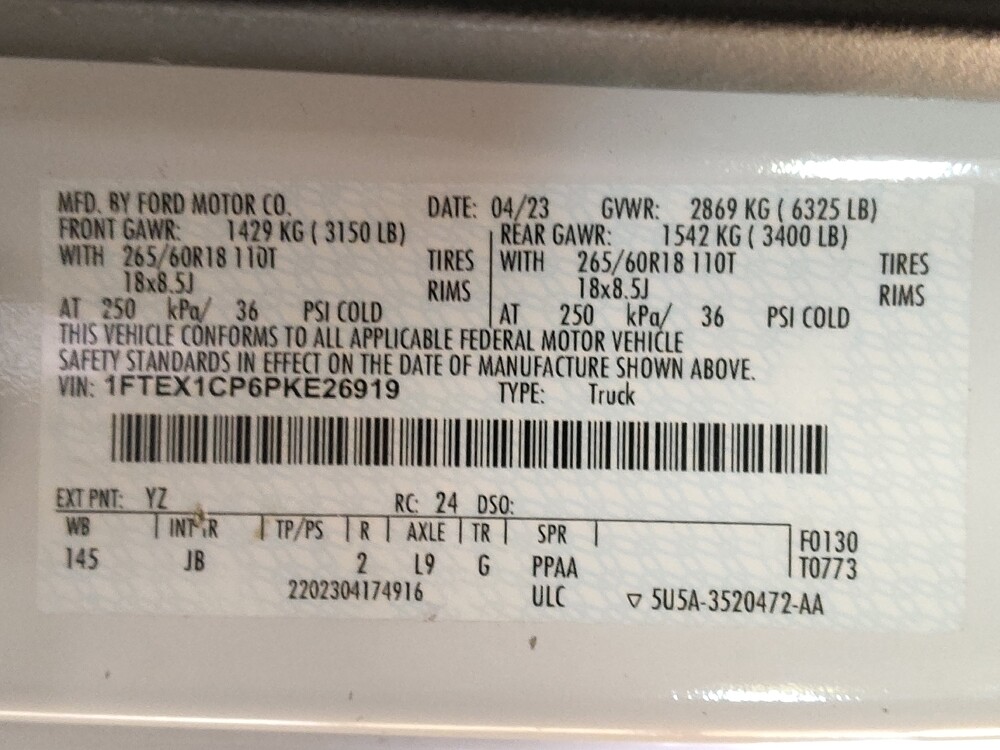 MFD. BY FORD MOTOR CO. DATE: 04/23 GVWR: 2869 KG ( 6325 LB)
FRONT GAWR: 1429 KG ( 3150 LB) REAR GAWR: 1542 KG ( 3400 LB)
WITH 265/60R18 110T TIRES WITH 265/60R18 110T TIRES
18x8.5J RIMS 18x8.5J RIMS
AT 250 kPa/ 36 PSI COLD AT 250 kPa/ 36 PSI COLD
THIS VEHICLE CONFORMS TO ALL APPLICABLE FEDERAL MOTOR VEHICLE
SAFETY STANDARDS IN EFFECT ON THE DATE OF MANUFACTURE SHOWN ABOVE.
VIN: 1FTEX1CP6PKE26919 TYPE: Truck
EXT PNT: YZ RC: 24 DSO:
WB INT TR TP/PS R AXLE TR SPR F0130
145 JB 2 L9 G PPAA T0773
2202304174916 ULC ▽ 5U5A-3520472-AA